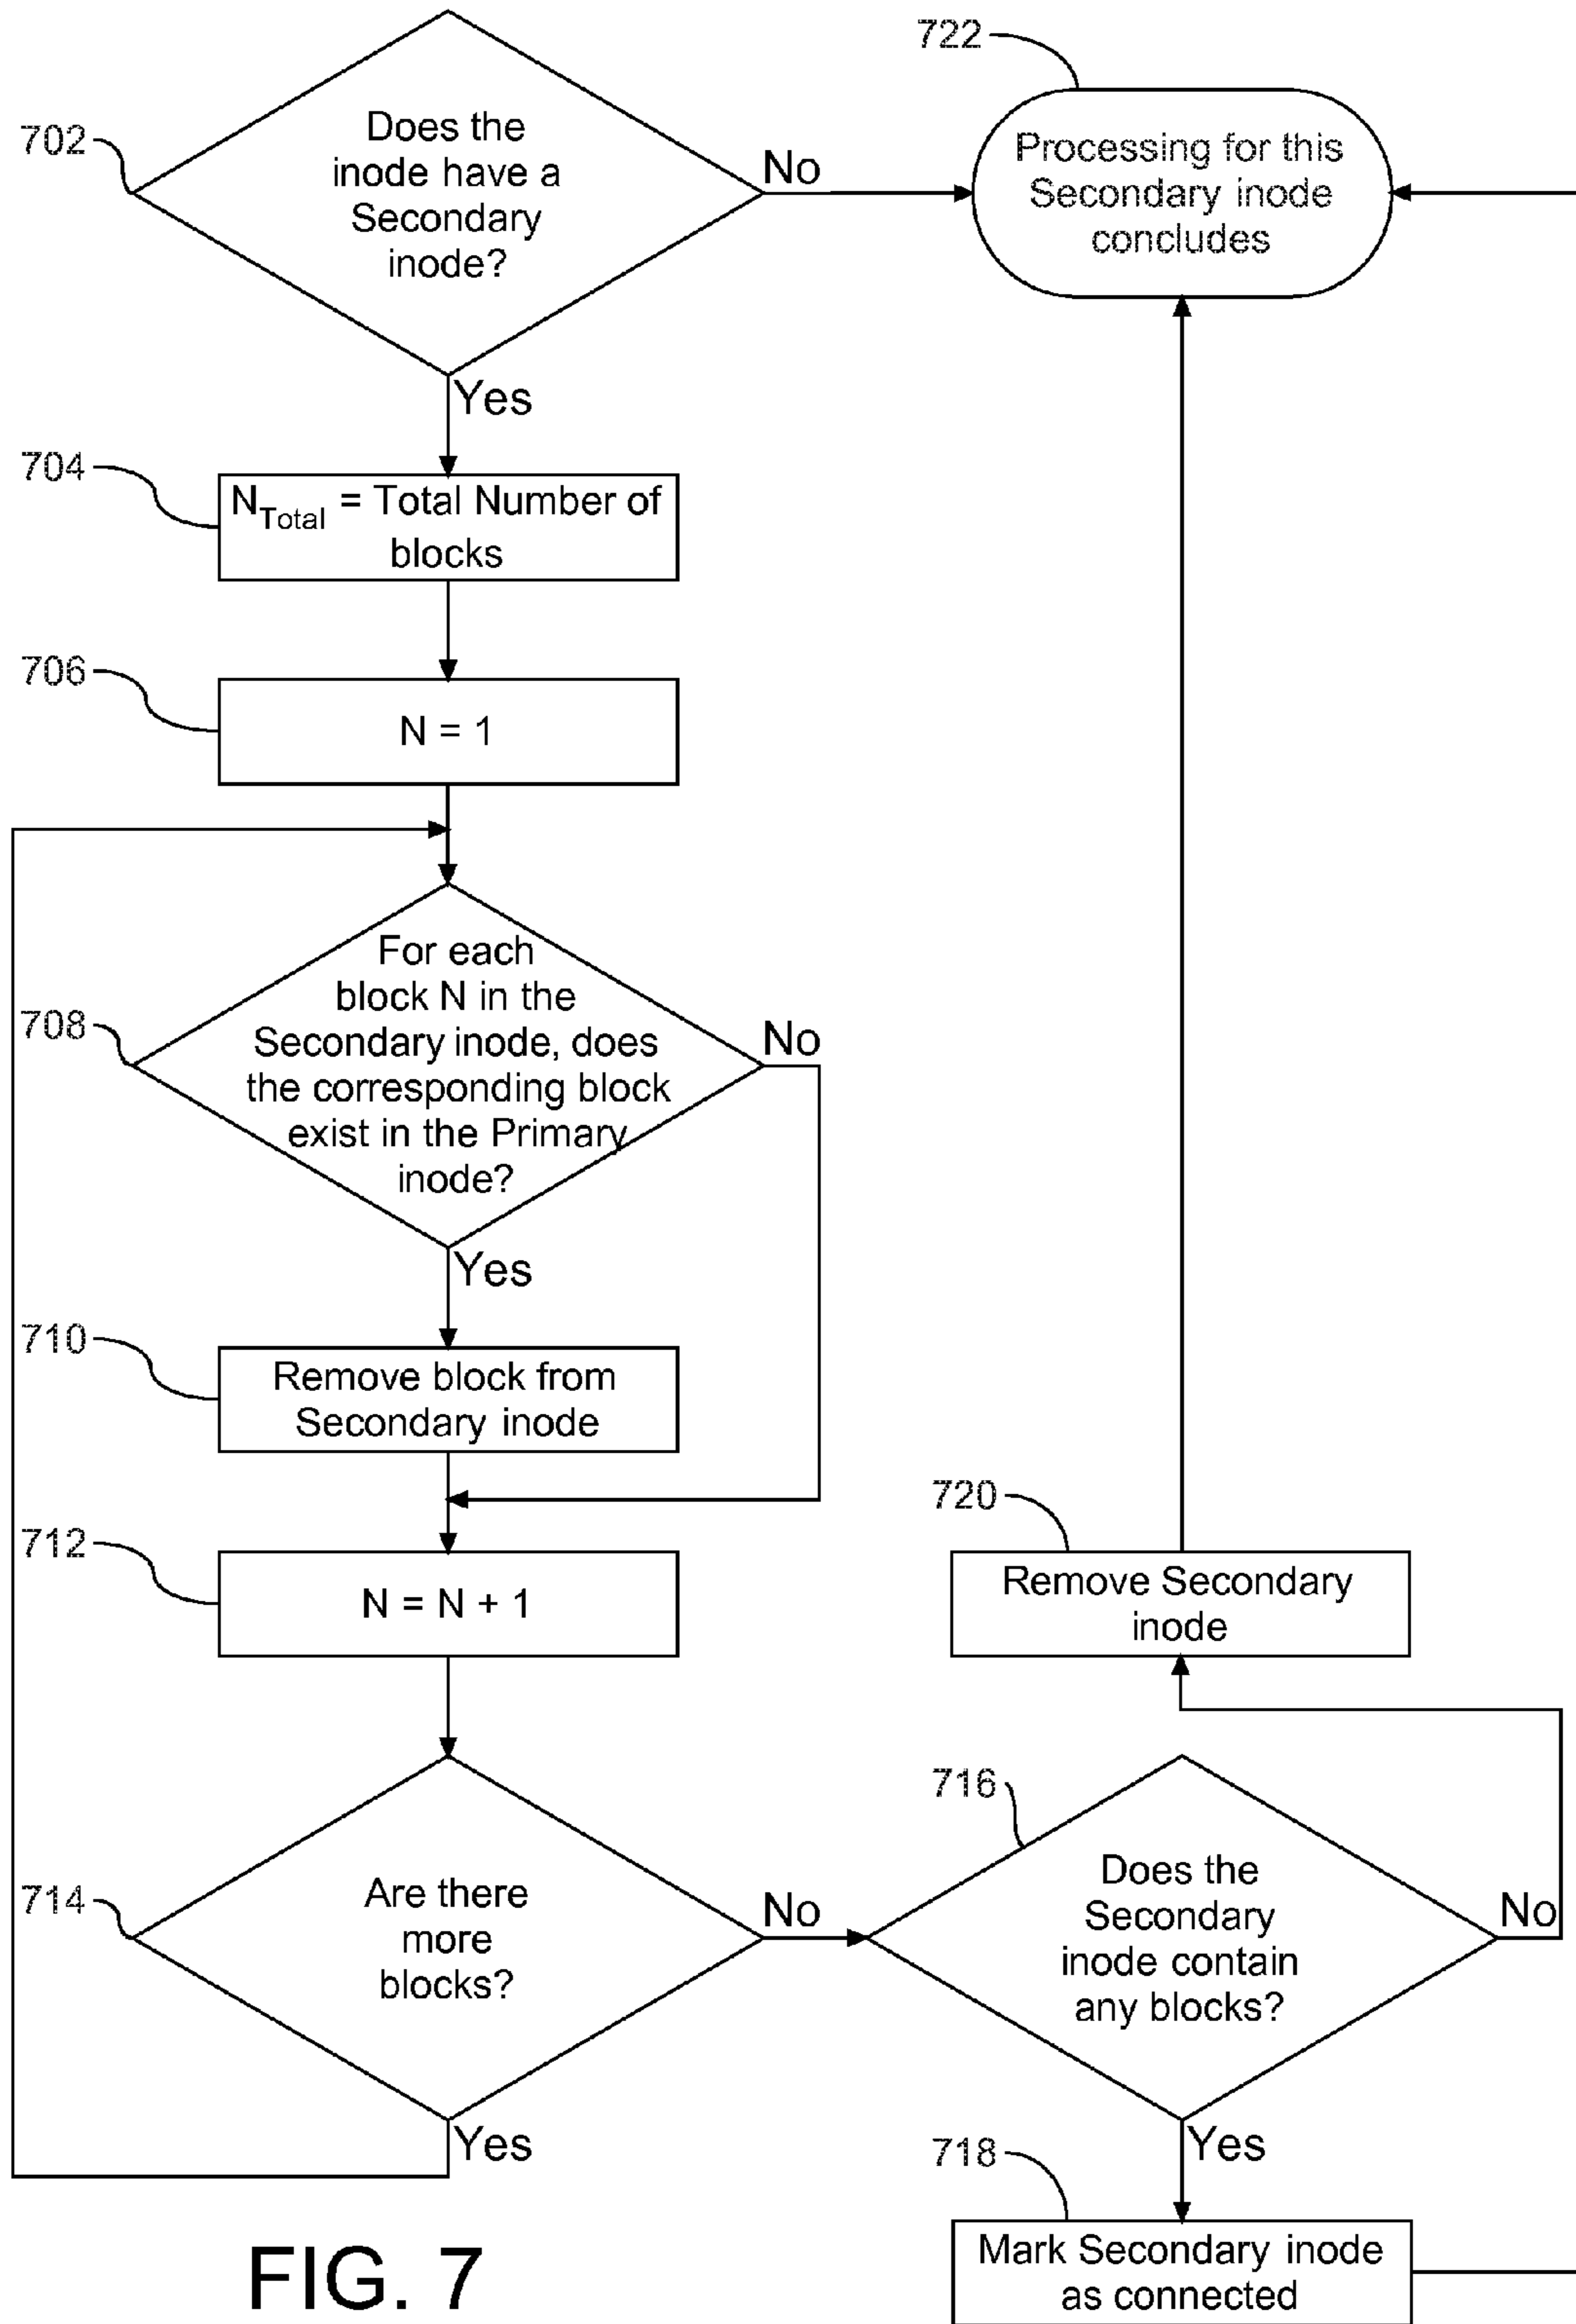 702
Does the
inode have a
Secondary
inode?
No
Yes
722
Processing for this
Secondary inode
concludes
704
NTotal = Total Number of
blocks
706
N = 1
708
For each
block N in the
Secondary inode, does
the corresponding block
exist in the Primary
inode?
No
Yes
710
Remove block from
Secondary inode
712
N = N + 1
714
Are there
more
blocks?
No
Yes
716
Does the
Secondary
inode contain
any blocks?
No
Yes
720
Remove Secondary
inode
718
Mark Secondary inode
as connected
FIG. 7